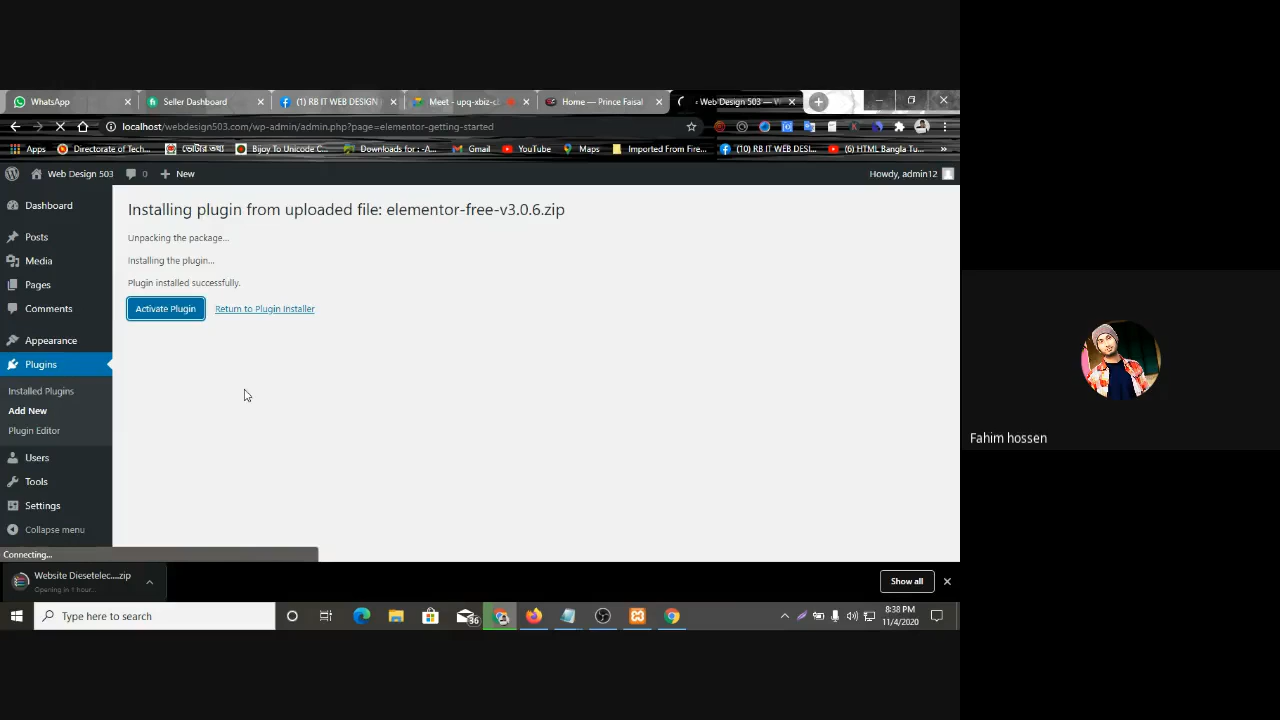 WhatsApp
Seller Dashboard
(1) RB IT WEB DESIGN
Meet - upq-xbiz-cl
Home — Prince Faisal
Web Design 503 — W
localhost/webdesign503.com/wp-admin/admin.php?page=elementor-getting-started
Apps
Directorate of Tech...
Bijoy To Unicode C...
Downloads for : -A...
Gmail
YouTube
Maps
Imported From Fire...
(10) RB IT WEB DESI...
(6) HTML Bangla Tu...
»
Web Design 503
0
New
Howdy, admin12
Dashboard
Posts
Media
Pages
Comments
Appearance
Plugins
Installed Plugins
Add New
Plugin Editor
Users
Tools
Settings
Collapse menu
Installing plugin from uploaded file: elementor-free-v3.0.6.zip
Unpacking the package...
Installing the plugin...
Plugin installed successfully.
Activate Plugin
Return to Plugin Installer
Connecting...
Website Diesetelec....zip
Opening in 1 hour...
Show all
Type here to search
36
8:38 PM
11/4/2020
Fahim hossen